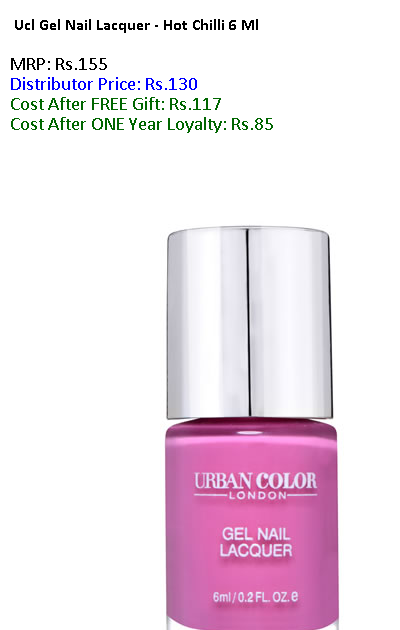 Ucl Gel Nail Lacquer - Hot Chilli 6 Ml
MRP: Rs.155
Distributor Price: Rs.130
Cost After FREE Gift: Rs.117
Cost After ONE Year Loyalty: Rs.85
URBAN COLOR
LONDON
GEL NAIL
LACQUER
6ml/0.2 FL. OZ. e